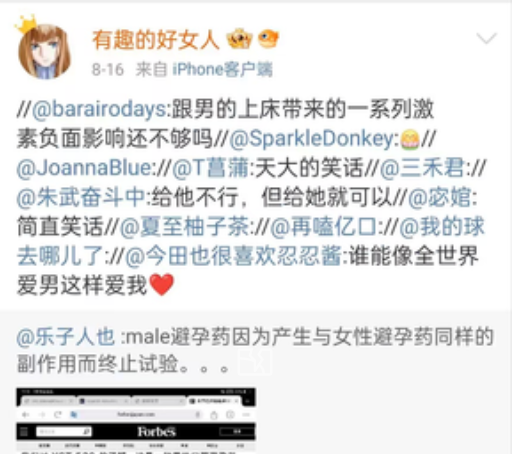 有趣的好女人
8-16 来自 iPhone客户端
//@barairodays:跟男的上床带来的一系列激
素负面影响还不够吗//@SparkleDonkey://
@JoannaBlue://@T菖蒲:天大的笑话//@三禾君://
@朱武奋斗中:给他不行，但给她就可以//@宓婠:
简直笑话//@夏至柚子茶://@再嗑亿口://@我的球
去哪儿了://@今田也很喜欢忍忍酱:谁能像全世界
爱男这样爱我❤️
@乐子人也 :male避孕药因为产生与女性避孕药同样的
副作用而终止试验。。。
Forbes